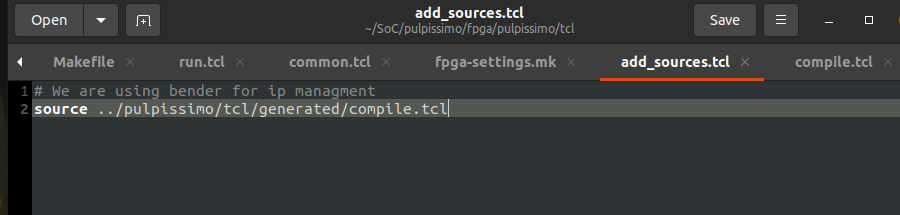 Open
add_sources.tcl
~/SoC/pulpissimo/fpga/pulpissimo/tcl
Save
Makefile
run.tcl
common.tcl
fpga-settings.mk
add_sources.tcl
compile.tcl
1 # We are using bender for ip managment
2 source ../pulpissimo/tcl/generated/compile.tcl